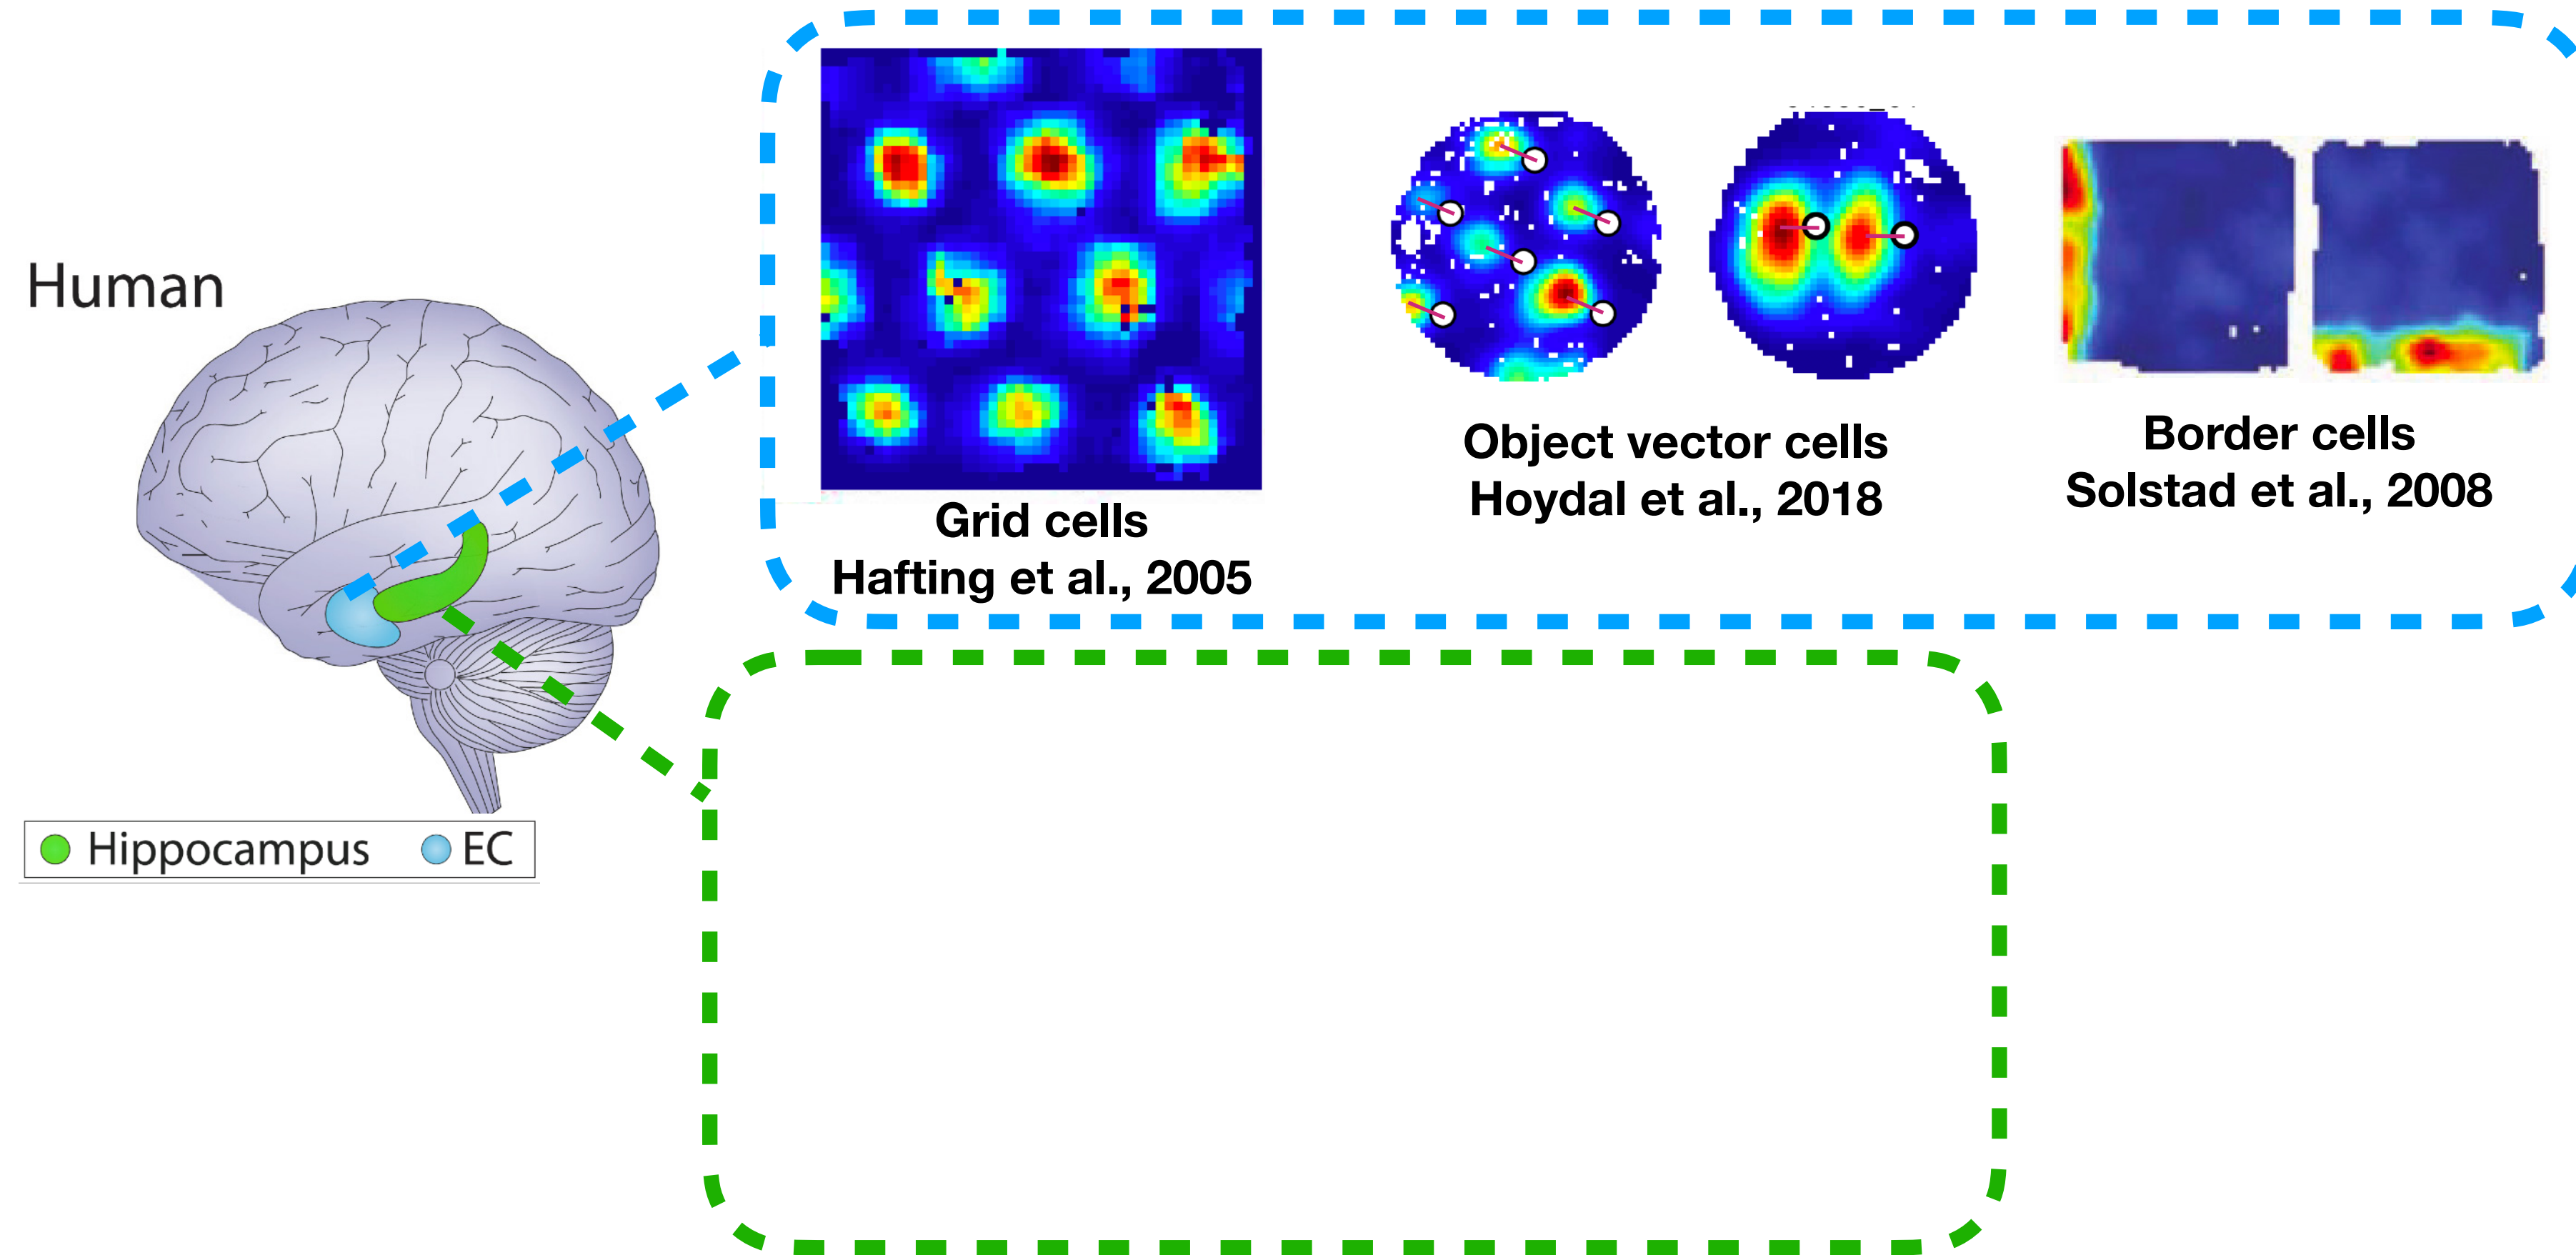 Human
Hippocampus
EC
Grid cells
Hafting et al., 2005
Object vector cells
Hoydal et al., 2018
Border cells
Solstad et al., 2008